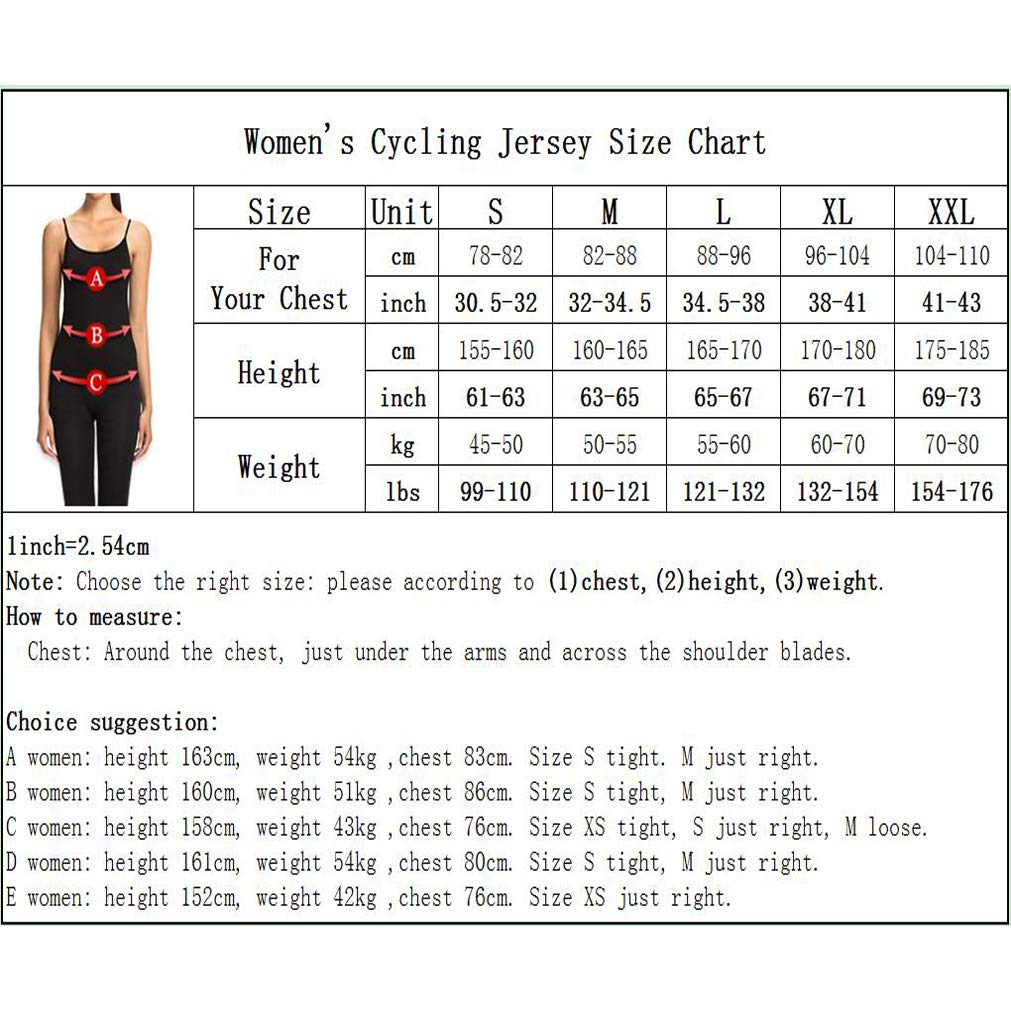 Women's Cycling Jersey Size Chart
Size Unit S M L XL XXL
For Your Chest cm 78-82 82-88 88-96 96-104 104-110
inch 30.5-32 32-34.5 34.5-38 38-41 41-43
Height cm 155-160 160-165 165-170 170-180 175-185
inch 61-63 63-65 65-67 67-71 69-73
Weight kg 45-50 50-55 55-60 60-70 70-80
lbs 99-110 110-121 121-132 132-154 154-176
A
B
C
1inch=2.54cm
Note: Choose the right size: please according to (1)chest,(2)height,(3)weight.
How to measure:
Chest: Around the chest, just under the arms and across the shoulder blades.
Choice suggestion:
A women: height 163cm, weight 54kg ,chest 83cm. Size S tight. M just right.
B women: height 160cm, weight 51kg ,chest 86cm. Size S tight, M just right.
C women: height 158cm, weight 43kg ,chest 76cm. Size XS tight, S just right, M loose.
D women: height 161cm, weight 54kg ,chest 80cm. Size S tight, M just right.
E women: height 152cm, weight 42kg ,chest 76cm. Size XS just right.